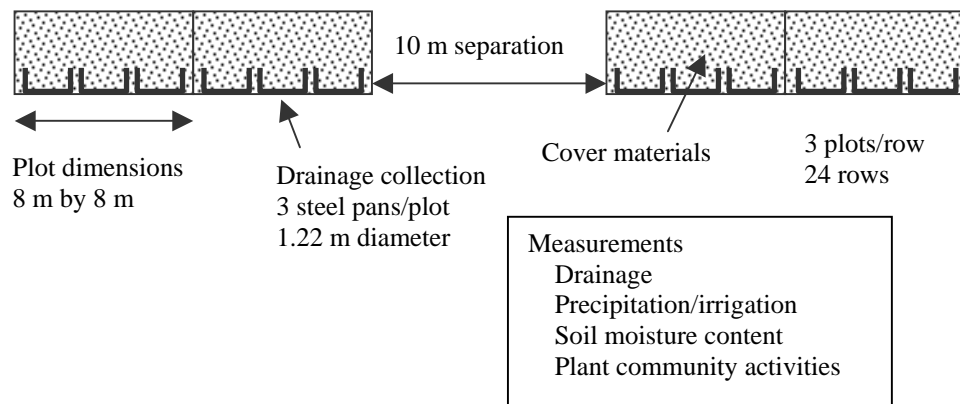 10 m separation
Plot dimensions
8 m by 8 m
Drainage collection
3 steel pans/plot
1.22 m diameter
Cover materials
3 plots/row
24 rows
Measurements
Drainage
Precipitation/irrigation
Soil moisture content
Plant community activities